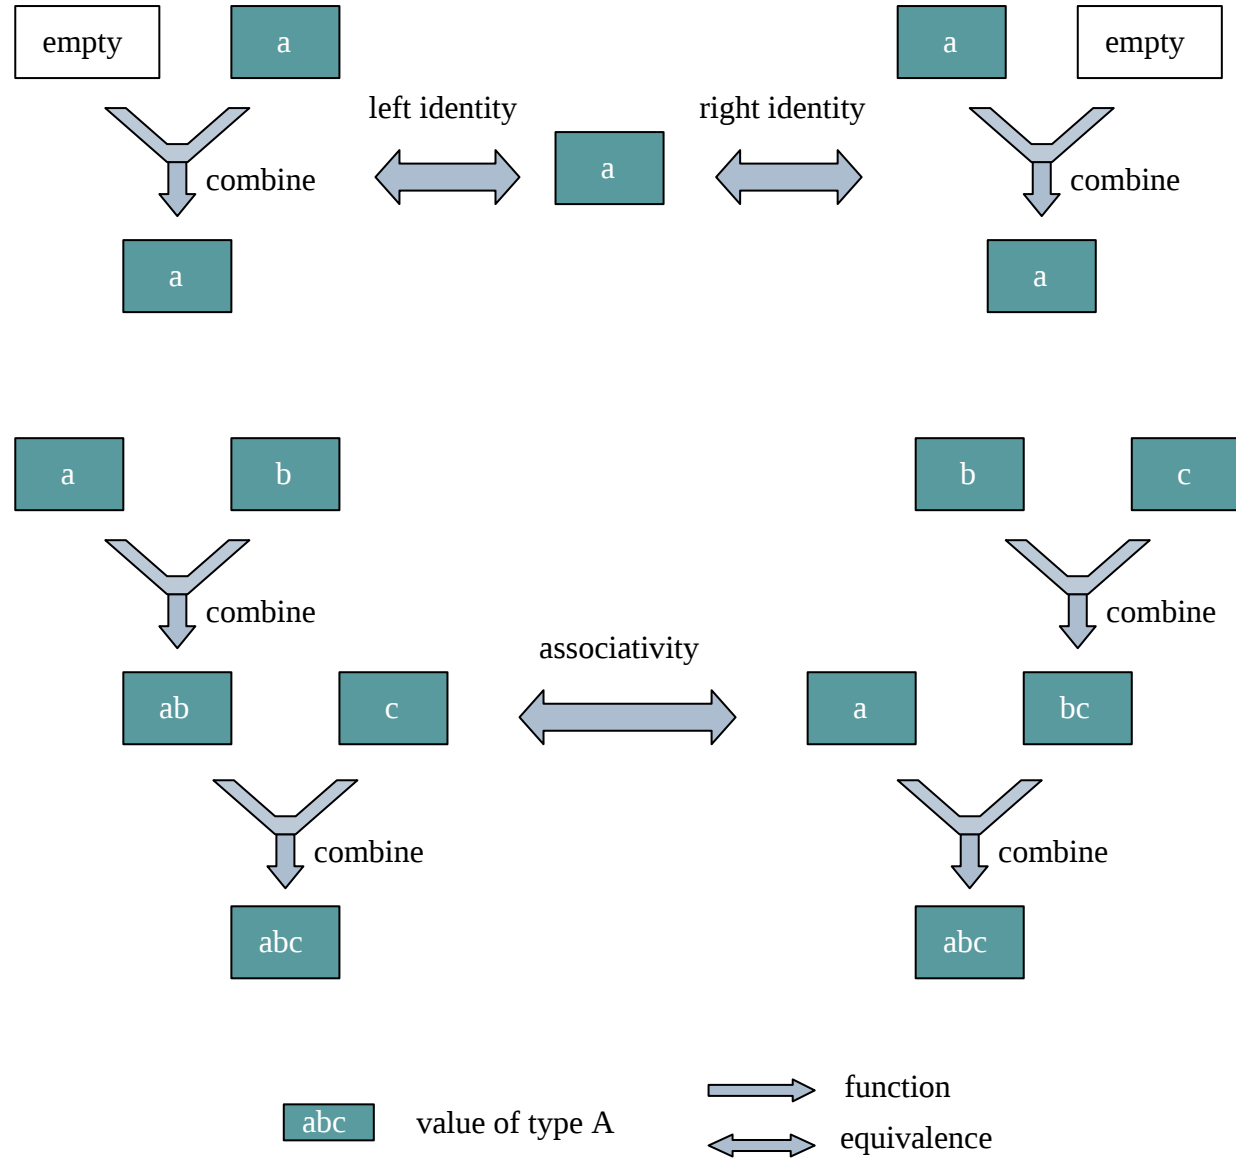 empty
a
a
empty
left identity
right identity
a
combine
combine
a
a
a
b
b
c
combine
combine
associativity
ab
c
a
bc
combine
combine
abc
abc
abc
value of type A
function
equivalence